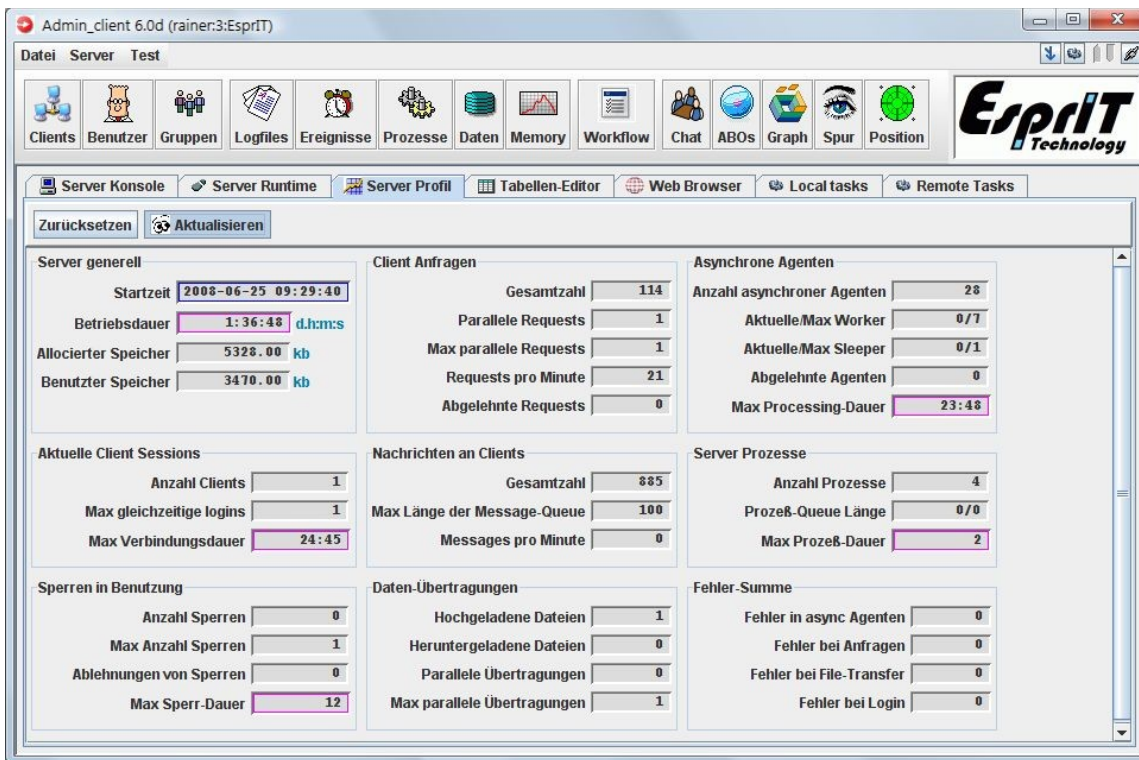 Admin_client 6.0d (rainer:3:EsprIT)
Datei Server Test
Clients Benutzer Gruppen Logfiles Ereignisse Prozesse Daten Memory Workflow Chat ABOs Graph Spur Position
EsprIT
Technology
Server Konsole Server Runtime Server Profil Tabellen-Editor Web Browser Local tasks Remote Tasks
Zurücksetzen Aktualisieren
Server generell
Startzeit 2008-06-25 09:29:40
Betriebsdauer 1:36:48 d.h:m:s
Allocierter Speicher 5328.00 kb
Benutzter Speicher 3470.00 kb
Client Anfragen
Gesamtzahl 114
Parallele Requests 1
Max parallele Requests 1
Requests pro Minute 21
Abgelehnte Requests 0
Asynchrone Agenten
Anzahl asynchroner Agenten 28
Aktuelle/Max Worker 0/7
Aktuelle/Max Sleeper 0/1
Abgelehnte Agenten 0
Max Processing-Dauer 23:48
Aktuelle Client Sessions
Anzahl Clients 1
Max gleichzeitige logins 1
Max Verbindungsdauer 24:45
Nachrichten an Clients
Gesamtzahl 885
Max Länge der Message-Queue 100
Messages pro Minute 0
Server Prozesse
Anzahl Prozesse 4
Prozeß-Queue Länge 0/0
Max Prozeß-Dauer 2
Sperren in Benutzung
Anzahl Sperren 0
Max Anzahl Sperren 1
Ablehnungen von Sperren 0
Max Sperr-Dauer 12
Daten-Übertragungen
Hochgeladene Dateien 1
Heruntergeladene Dateien 0
Parallele Übertragungen 0
Max parallele Übertragungen 1
Fehler-Summe
Fehler in async Agenten 0
Fehler bei Anfragen 0
Fehler bei File-Transfer 0
Fehler bei Login 0